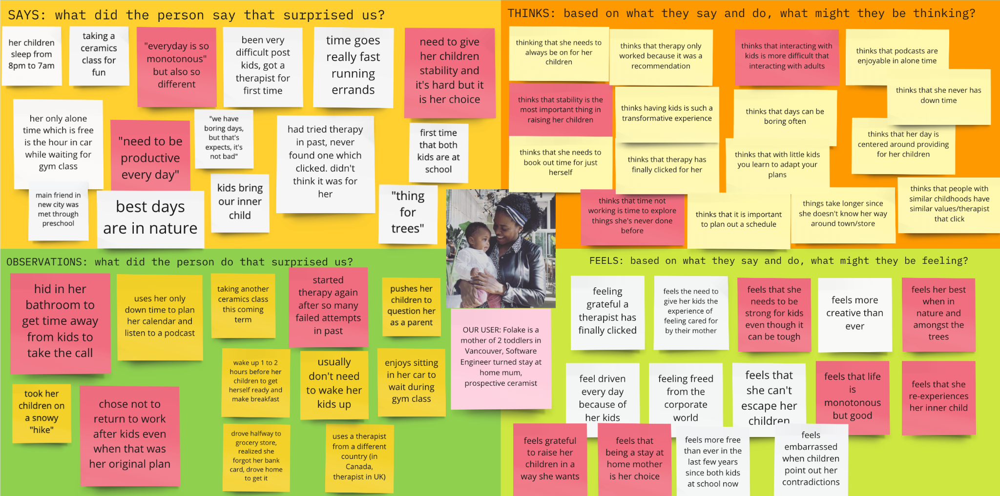 SAYS: what did the person say that surprised us?
her children
sleep from
8pm to 7am
taking a
ceramics
class for
fun
"everyday is so
monotonous"
but also so
different
been very
difficult post
kids, got a
therapist for
first time
time goes
really fast
running
errands
need to give
her children
stability and
it's hard but it
is her choice
her only alone
time which is free
is the hour in car
while waiting for
gym class
"need to be
productive
every day"
"we have
boring days,
but that's
expects, it's
not bad"
had tried therapy
in past, never
found one which
clicked. didn't
think it was for
her
first time
that both
kids are at
school
main friend in
new city was
met through
preschool
best days
are in nature
kids bring
our inner
child
"thing
for
trees"
THINKS: based on what they say and do, what might they be thinking?
thinking that she needs to
always be on for her
children
thinks that therapy only
worked because it was a
recommendation
thinks that interacting with
kids is more difficult that
interacting with adults
thinks that podcasts are
enjoyable in alone time
thinks that she never has
down time
thinks that stability is the
most important thing in
raising her children
thinks having kids is such a
transformative experience
thinks that days can be
boring often
thinks that her day is
centered around providing
for her children
thinks that she needs to
book out time for just
herself
thinks that therapy has
finally clicked for her
thinks that with little kids
you learn to adapt your
plans
thinks that time not
working is time to explore
things she's never done
before
thinks that it is important
to plan out a schedule
things take longer since
she doesn't know her way
around town/store
thinks that people with
similar childhoods have
similar values/therapist
that click
OBSERVATIONS: what did the person do that surprised us?
hid in her
bathroom to
get time away
from kids to
take the call
uses her only
down time to plan
her calendar and
listen to a podcast
taking another
ceramics class
this coming
term
started
therapy again
after so many
failed attempts
in past
pushes her
children to
question her
as a parent
wake up 1 to 2
hours before her
children to get
herself ready and
make breakfast
usually
don't need
to wake her
kids up
enjoys sitting
in her car to
wait during
gym class
took her
children on
a snowy
"hike"
chose not to
return to work
after kids even
when that was
her original plan
drove halfway to
grocery store,
realized she
forgot her bank
card, drove home
to get it
uses a therapist
from a different
country (in
Canada,
therapist in UK)
OUR USER: Folake is a
mother of 2 toddlers in
Vancouver, Software
Engineer turned stay at
home mum,
prospective ceramist
FEELS: based on what they say and do, what might they be feeling?
feeling
grateful a
therapist has
finally clicked
feels the need to
give her kids the
experience of
feeling cared for
by their mother
feels that she
needs to be
strong for kids
even though it
can be tough
feels more
creative than
ever
feels her best
when in
nature and
amongst the
trees
feel driven
every day
because of
her kids
feeling freed
from the
corporate
world
feels that
she can't
escape her
children
feels that life
is
monotonous
but good
feels that she
re-experiences
her inner child
feels grateful
to raise her
children in a
way she wants
feels that
being a stay at
home mother
is her choice
feels more free
than ever in the
last few years
since both kids
at school now
feels
embarrassed
when children
point out her
contradictions